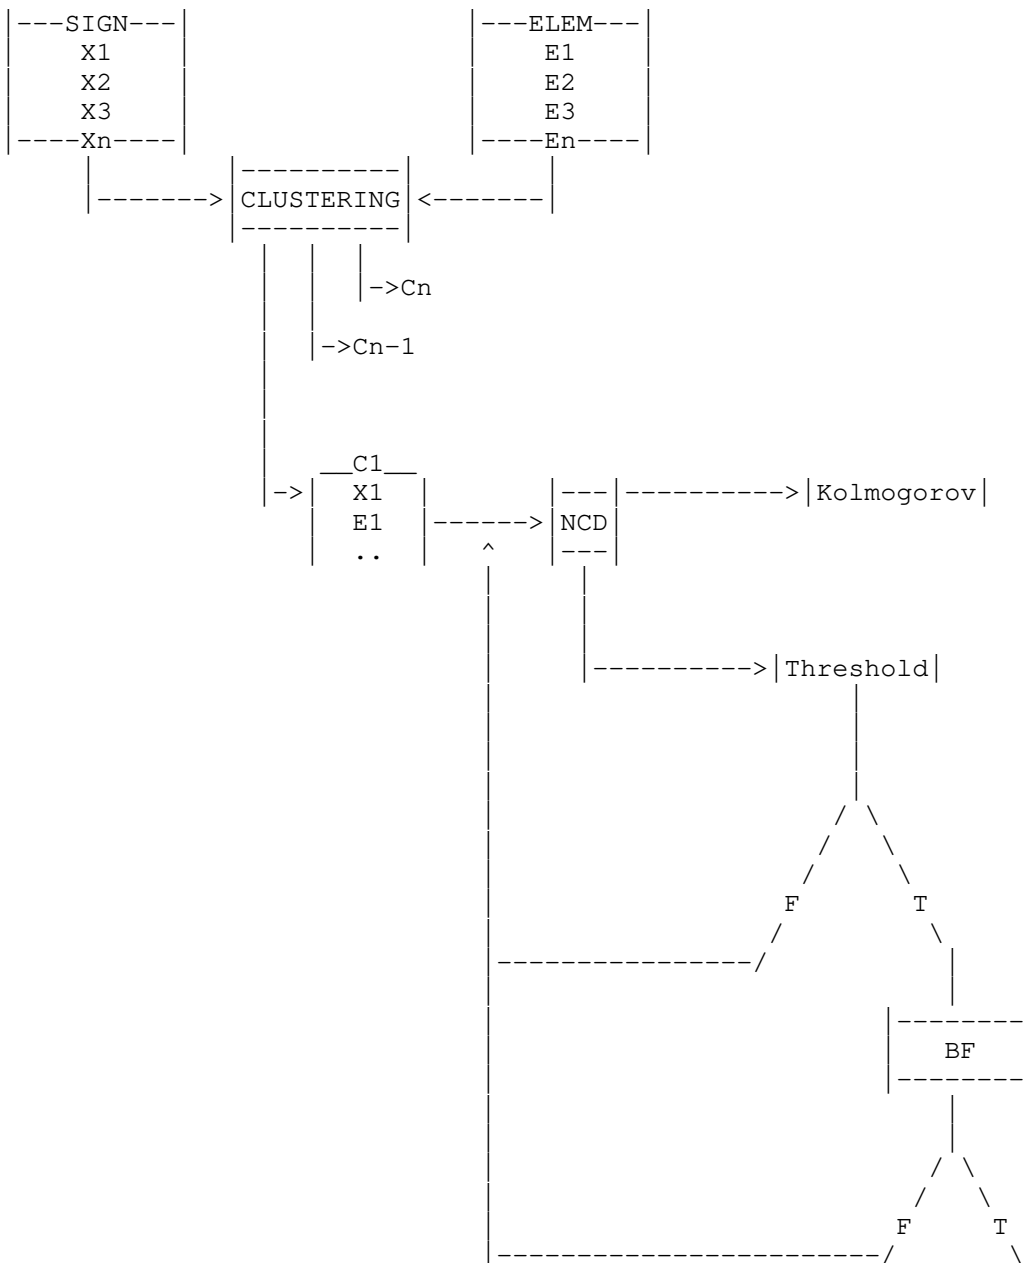 |---SIGN---| |---ELEM---|
| X1 | | E1 |
| X2 | | E2 |
| X3 | | E3 |
|----Xn----| |----En----|
| |----------| |
|------->|CLUSTERING|<-------|
|----------|
| | |
| | |->Cn
| |
| |->Cn-1
|
|
|
| __C1__
|->| X1 | |---|---------->|Kolmogorov|
| E1 |------>|NCD|
| .. | ^ |---|
| |
| |
| |
| |---------->|Threshold|
| |
| |
| |
| |
| / \
| / \
| / \
| F T
| / \
|----------------/ |
| |
| |--------
| | BF
| |--------
| |
| |
| / \
| / \
| F T
|------------------------/ \